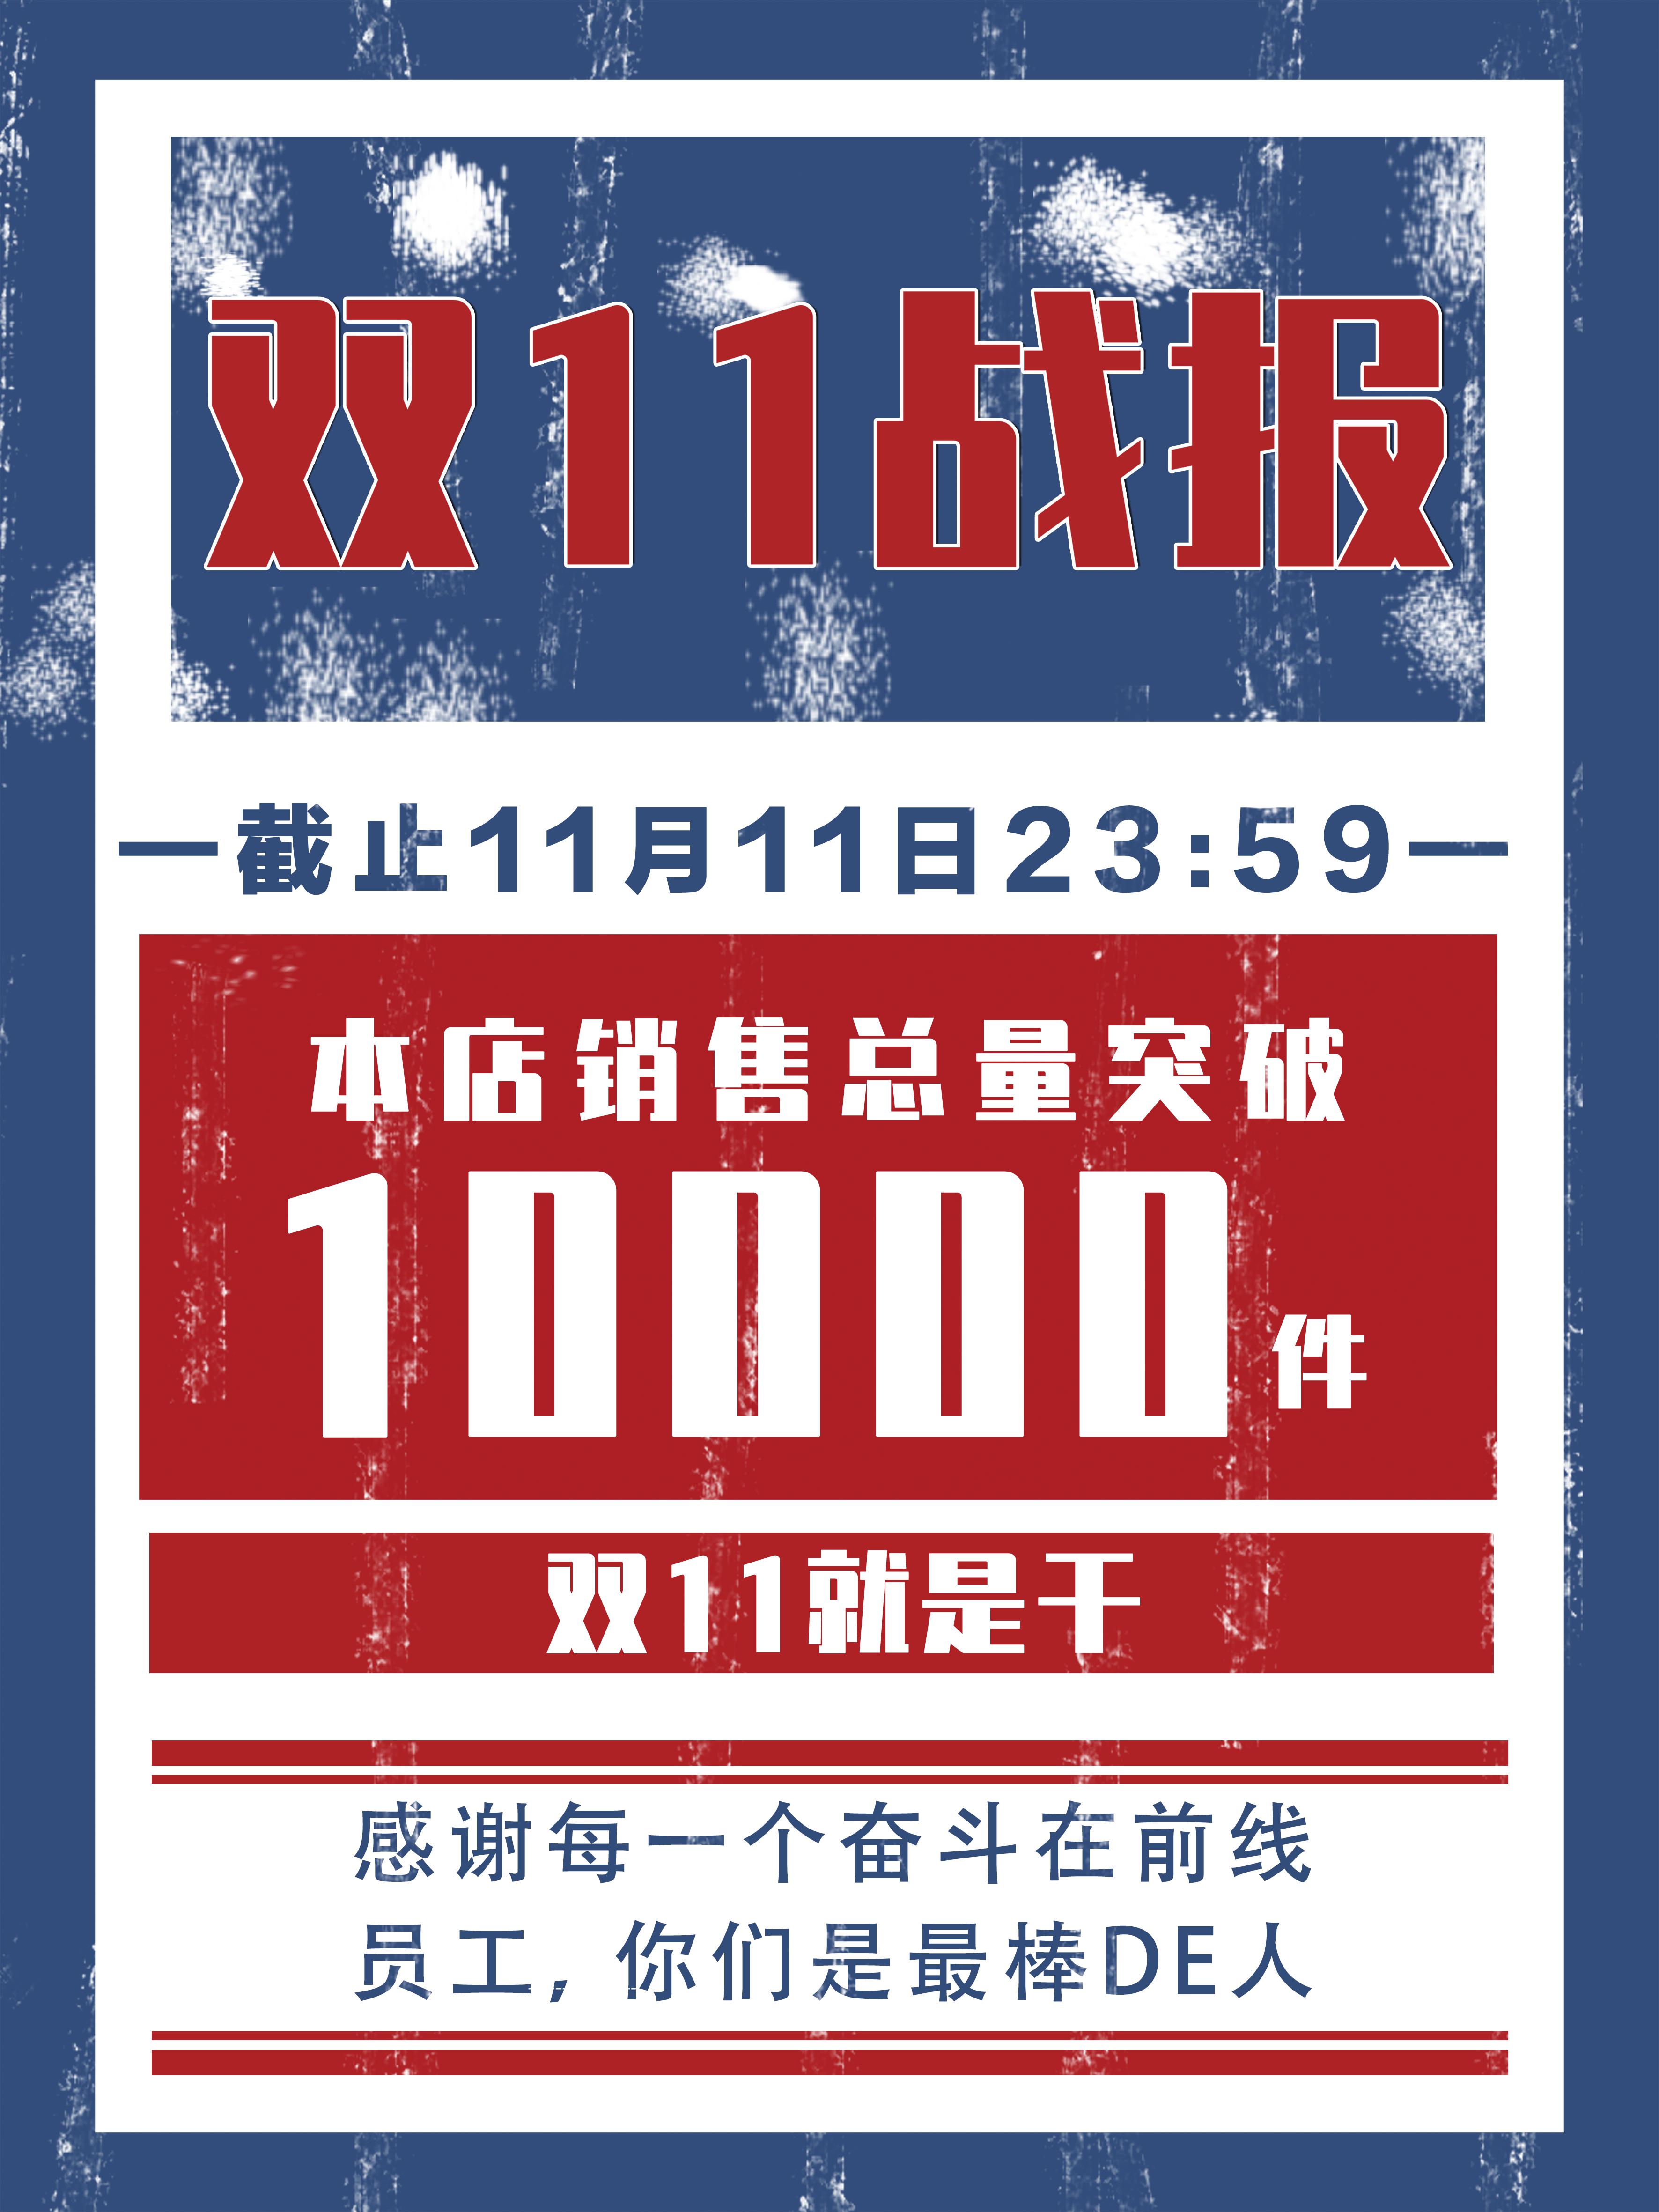 双11战报
—截止11月11日23:59—
本店销售总量突破
10000件
双11就是干
感谢每一个奋斗在前线
员工，你们是最棒DE人